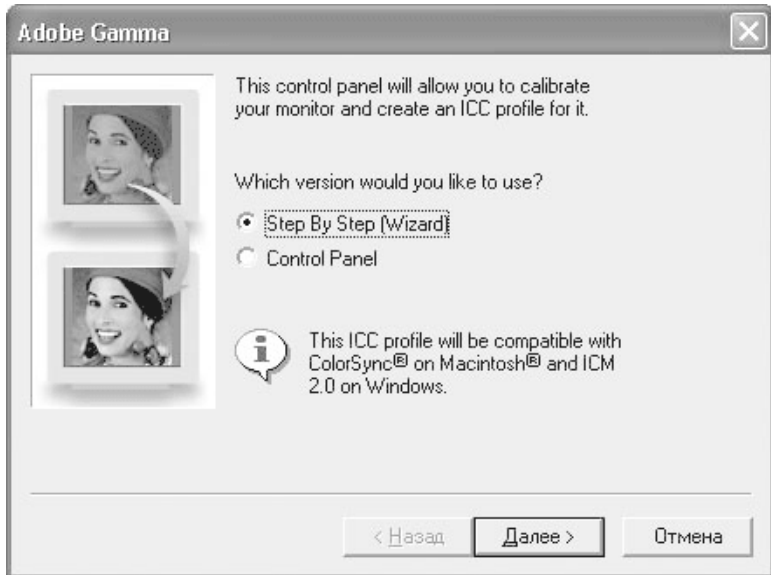 Adobe Gamma
This control panel will allow you to calibrate
your monitor and create an ICC profile for it.
Which version would you like to use?
Step By Step (Wizard)
Control Panel
This ICC profile will be compatible with
ColorSync® on Macintosh® and ICM
2.0 on Windows.
< Назад
Далее >
Отмена